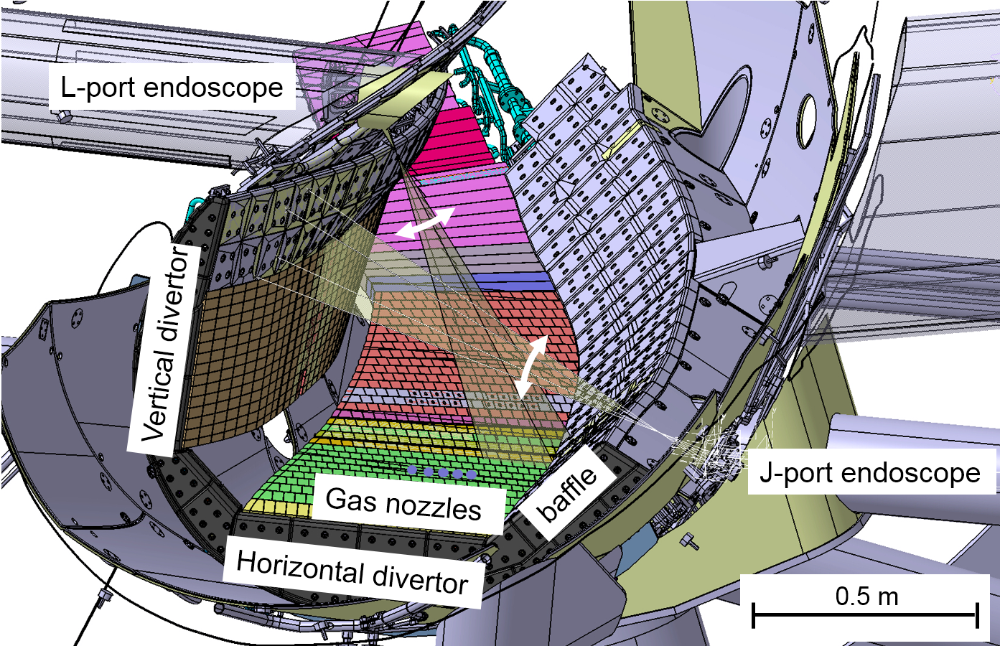 L-port endoscope
Vertical divertor
J-port endoscope
baffle
Gas nozzles
Horizontal divertor
0.5 m